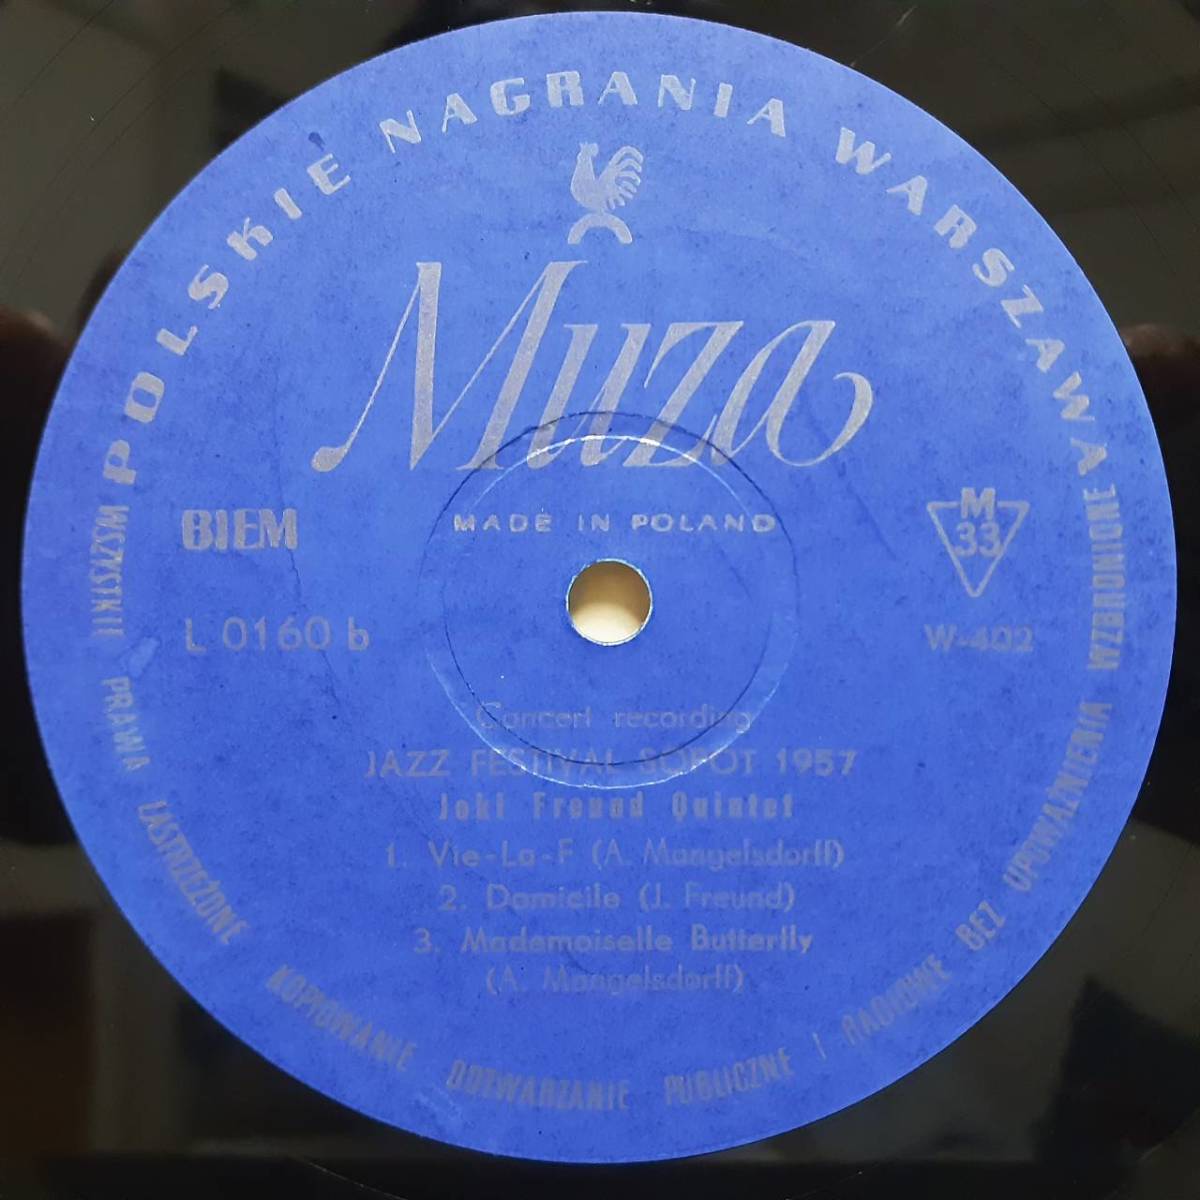 POLSKIE NAGRANIA WARSZAWA
Muza
MADE IN POLAND
BIEM
M
33
L 0160 b
W-402
Concert recording
JAZZ FESTIVAL SOPOT 1957
Joki Freund Quintet
1. Vie-La-F (A. Mangelsdorff)
2. Domicile (J. Freund)
3. Mademoiselle Butterfly
(A. Mangelsdorff)
WSZYSTKIE PRAWA ZASTRZEŻONE KOPIOWANIE ODTWARZANIE PUBLICZNE I RADIOWE BEZ UPOWAŻNIENIA WZBRONIONE